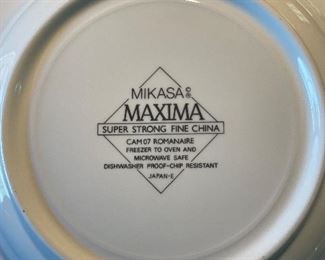 MIKASA®©
MAXIMA
SUPER STRONG FINE CHINA
CAM07 ROMANAIRE
FREEZER TO OVEN AND
MICROWAVE SAFE
DISHWASHER PROOF-CHIP RESISTANT
JAPAN-E